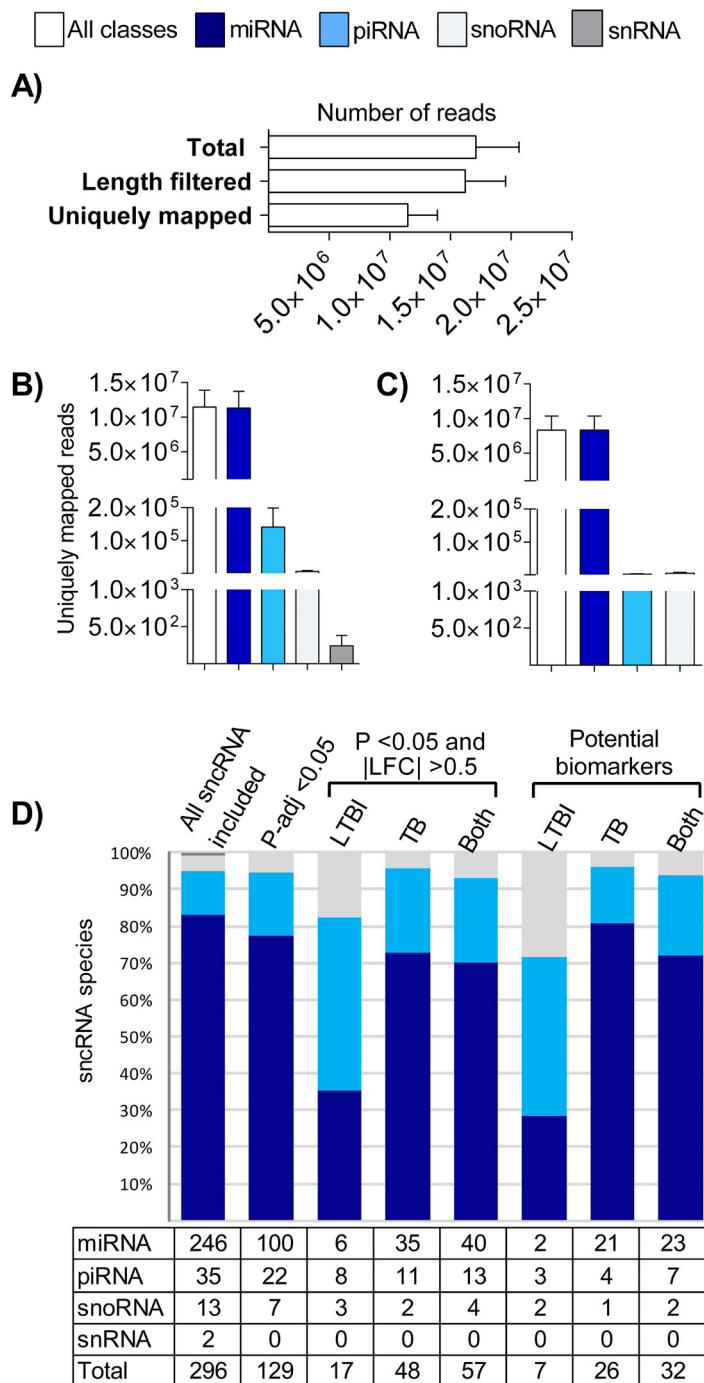 All classes miRNA piRNA snoRNA snRNA
A)
Number of reads
Total
Length filtered
Uniquely mapped
5.0×10⁶ 1.0×10⁷ 1.5×10⁷ 2.0×10⁷ 2.5×10⁷
B)
Uniquely mapped reads
1.5×10⁷
1.0×10⁷
5.0×10⁶
2.0×10⁵
1.0×10⁵
1.0×10³
5.0×10²
C)
1.5×10⁷
1.0×10⁷
5.0×10⁶
2.0×10⁵
1.0×10⁵
1.0×10³
5.0×10²
D)
All sncRNA
included
P-adj <0.05
P <0.05 and
|LFC| >0.5
LTBI TB Both
Potential
biomarkers
LTBI TB Both
sncRNA species
100%
90%
80%
70%
60%
50%
40%
30%
20%
10%
miRNA 246 100 6 35 40 2 21 23
piRNA 35 22 8 11 13 3 4 7
snoRNA 13 7 3 2 4 2 1 2
snRNA 2 0 0 0 0 0 0 0
Total 296 129 17 48 57 7 26 32